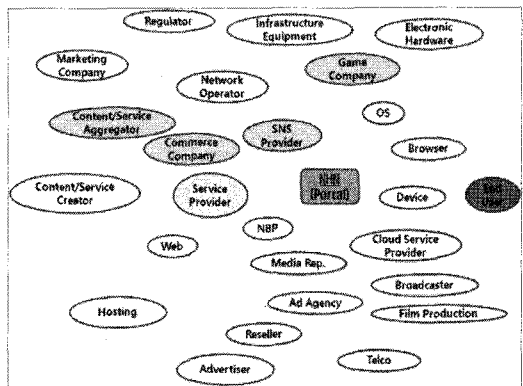 Regulator
Infrastructure
Equipment
Electronic
Hardware
Marketing
Company
Network
Operator
Game
Company
Content/Service
Aggregator
OS
SNS
Provider
Commerce
Company
Browser
Content/Service
Creator
Service
Provider
NHN
(Portal)
Device
End
User
NBP
Web
Cloud Service
Provider
Media Rep.
Broadcaster
Ad Agency
Film Production
Hosting
Reseller
Advertiser
Telco